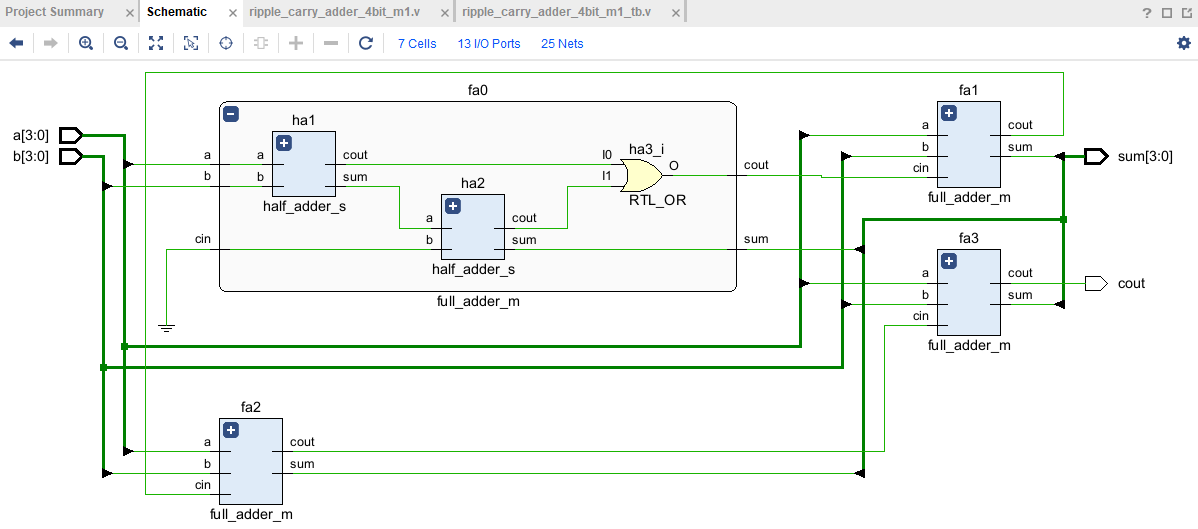 Project Summary × Schematic × ripple_carry_adder_4bit_m1.v × ripple_carry_adder_4bit_m1_tb.v × ?
7 Cells 13 I/O Ports 25 Nets
fa0
fa1
a[3:0]
b[3:0]
ha1
a a cout
b b sum
half_adder_s
ha2
a cout
b sum
half_adder_s
ha3_i
I0 O
I1
RTL_OR
cin
cout
sum
full_adder_m
a cout
b sum
cin
full_adder_m
sum[3:0]
fa3
a cout
b sum
cin
full_adder_m
cout
fa2
a cout
b sum
cin
full_adder_m